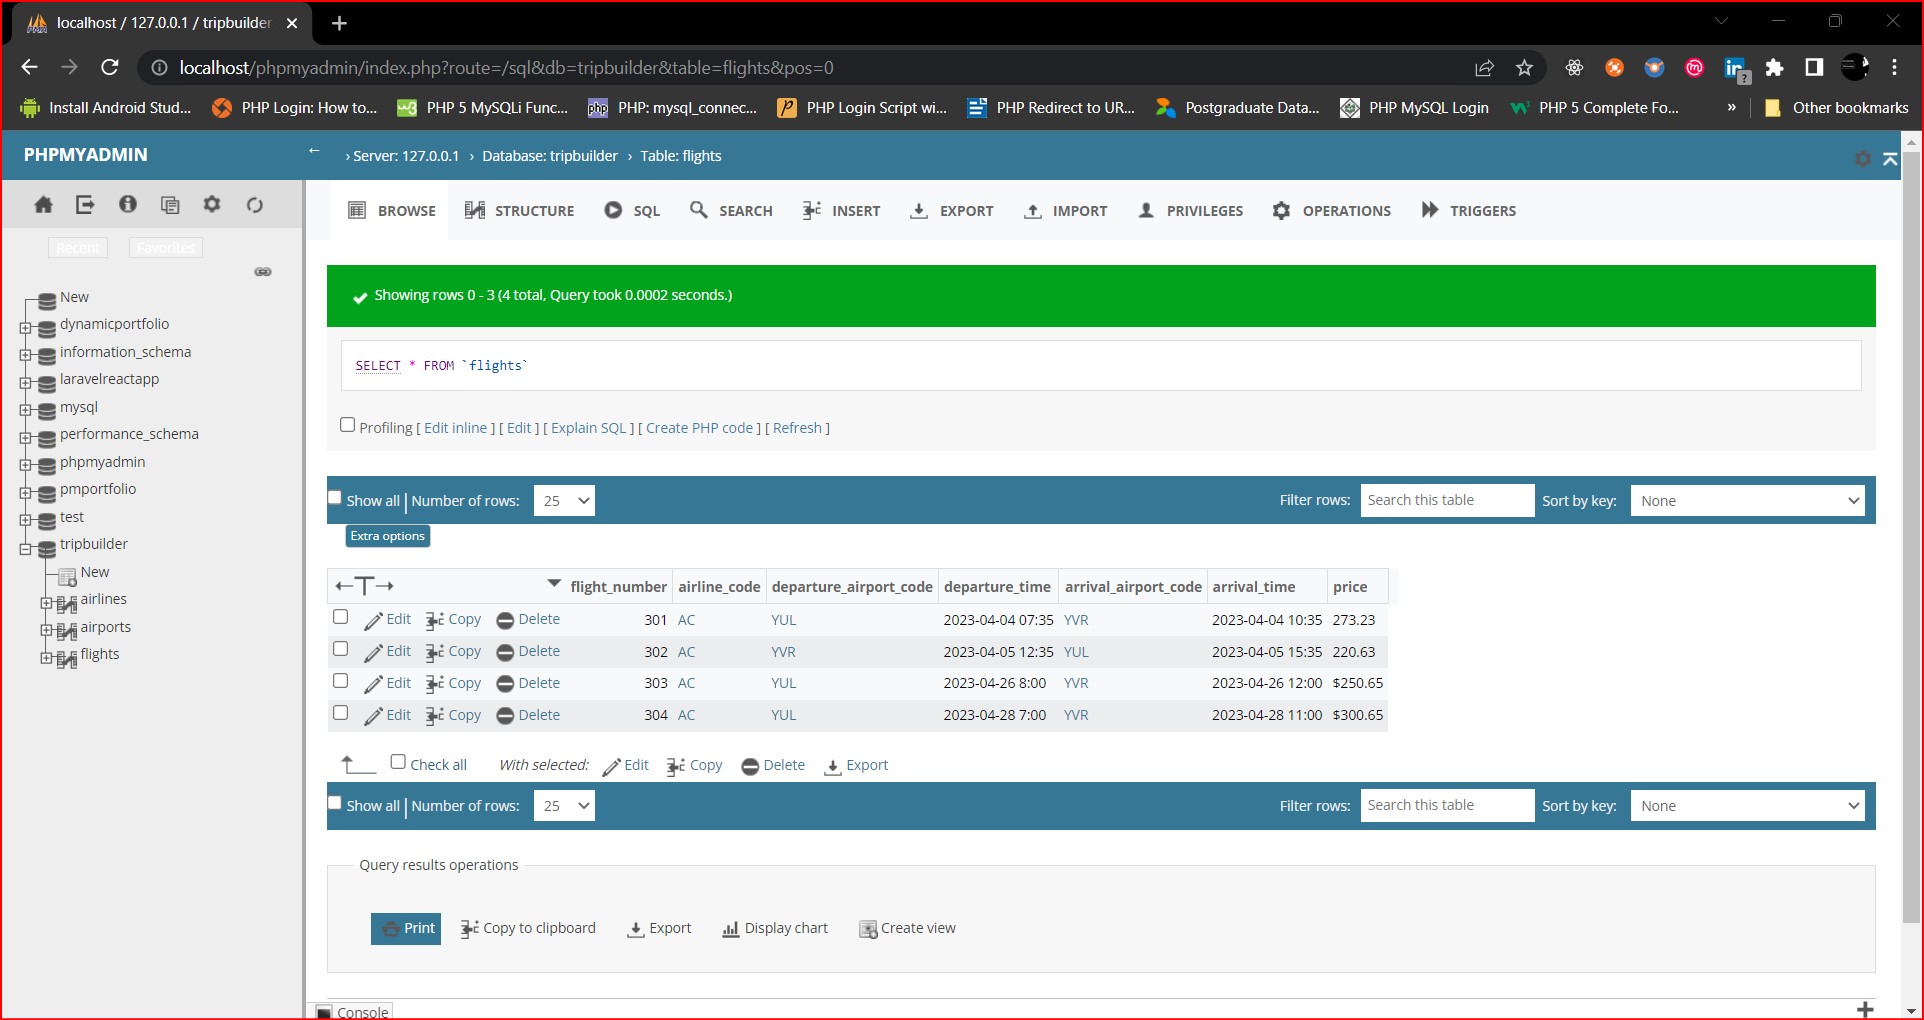 localhost / 127.0.0.1 / tripbuilder
localhost/phpmyadmin/index.php?route=/sql&db=tripbuilder&table=flights&pos=0
Install Android Stud... PHP Login: How to... PHP 5 MySQLi Func... PHP: mysql_connec... PHP Login Script wi... PHP Redirect to UR... Postgraduate Data... PHP MySQL Login PHP 5 Complete Fo... » Other bookmarks
PHPMYADMIN
Recent Favorites
New
dynamicportfolio
information_schema
laravelreactapp
mysql
performance_schema
phpmyadmin
pmportfolio
test
tripbuilder
New
airlines
airports
flights
› Server: 127.0.0.1 › Database: tripbuilder › Table: flights
BROWSE STRUCTURE SQL SEARCH INSERT EXPORT IMPORT PRIVILEGES OPERATIONS TRIGGERS
Showing rows 0 - 3 (4 total, Query took 0.0002 seconds.)
SELECT * FROM `flights`
Profiling [ Edit inline ] [ Edit ] [ Explain SQL ] [ Create PHP code ] [ Refresh ]
Show all | Number of rows: 25 Filter rows: Search this table Sort by key: None
Extra options
flight_number airline_code departure_airport_code departure_time arrival_airport_code arrival_time price
Edit Copy Delete 301 AC YUL 2023-04-04 07:35 YVR 2023-04-04 10:35 273.23
Edit Copy Delete 302 AC YVR 2023-04-05 12:35 YUL 2023-04-05 15:35 220.63
Edit Copy Delete 303 AC YUL 2023-04-26 8:00 YVR 2023-04-26 12:00 $250.65
Edit Copy Delete 304 AC YUL 2023-04-28 7:00 YVR 2023-04-28 11:00 $300.65
Check all With selected: Edit Copy Delete Export
Show all | Number of rows: 25 Filter rows: Search this table Sort by key: None
Query results operations
Print Copy to clipboard Export Display chart Create view
Console